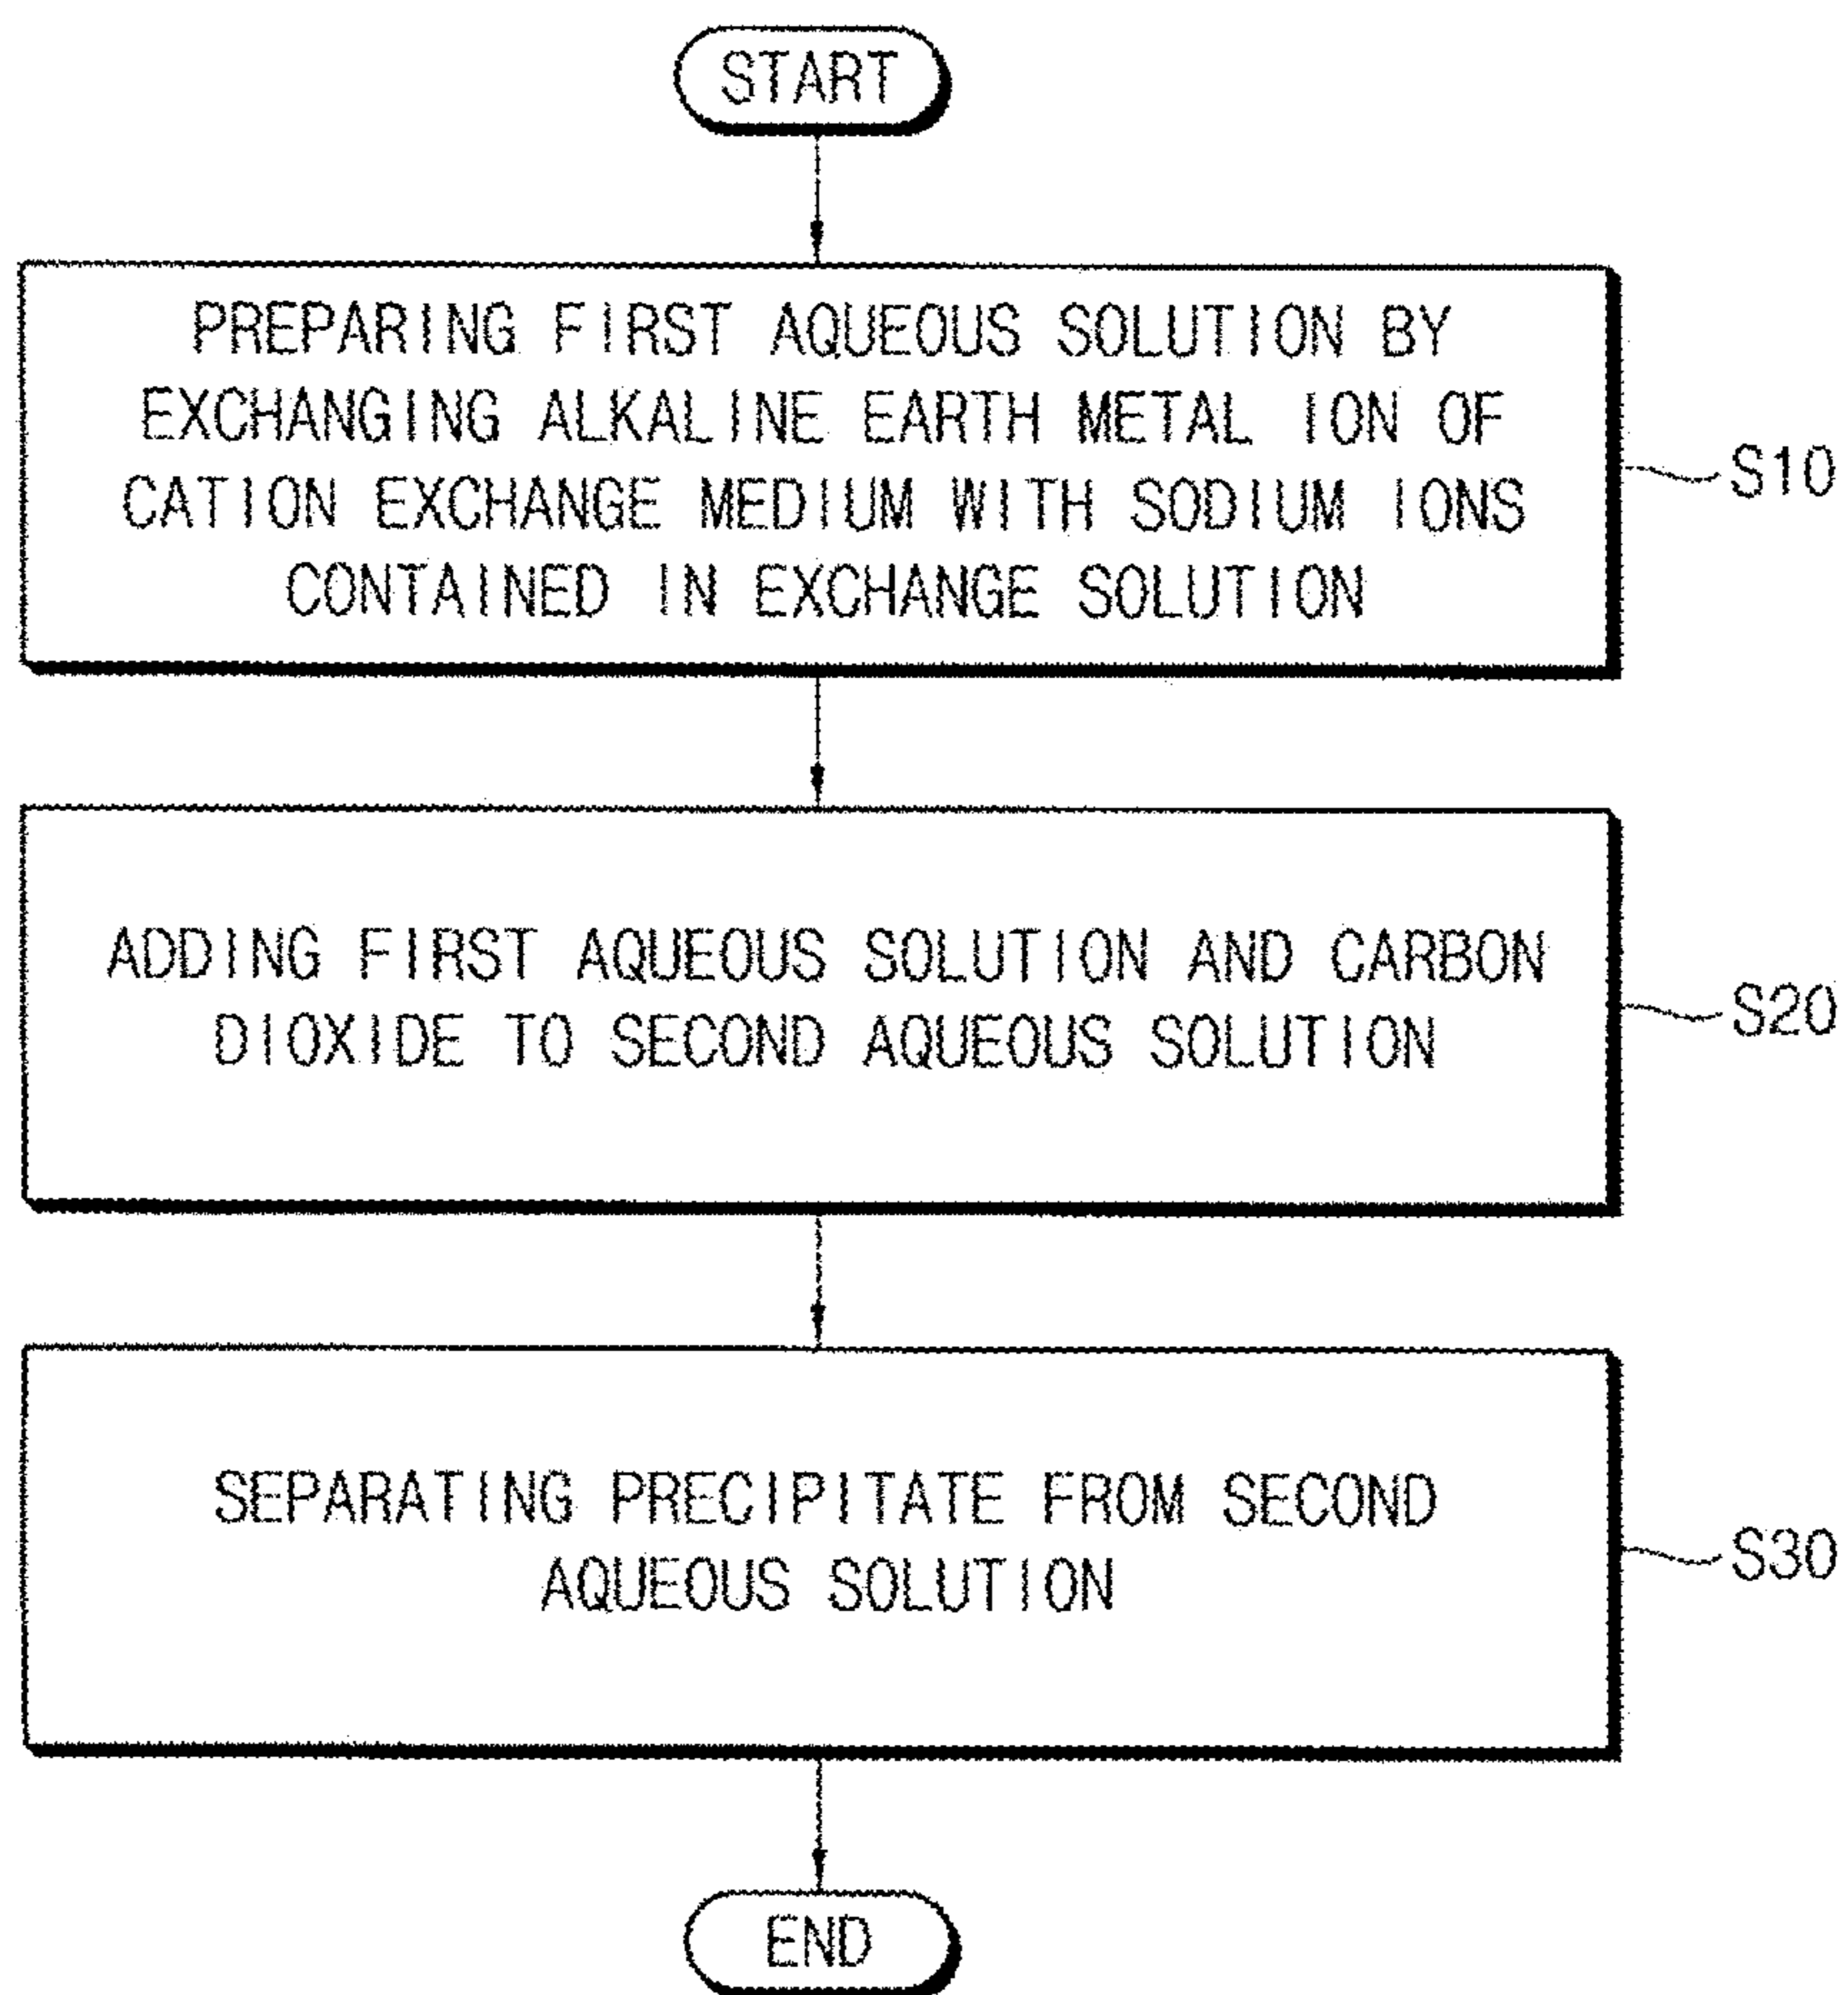 START
PREPARING FIRST AQUEOUS SOLUTION BY
EXCHANGING ALKALINE EARTH METAL ION OF
CATION EXCHANGE MEDIUM WITH SODIUM IONS
CONTAINED IN EXCHANGE SOLUTION
S10
ADDING FIRST AQUEOUS SOLUTION AND CARBON
DIOXIDE TO SECOND AQUEOUS SOLUTION
S20
SEPARATING PRECIPITATE FROM SECOND
AQUEOUS SOLUTION
S30
END